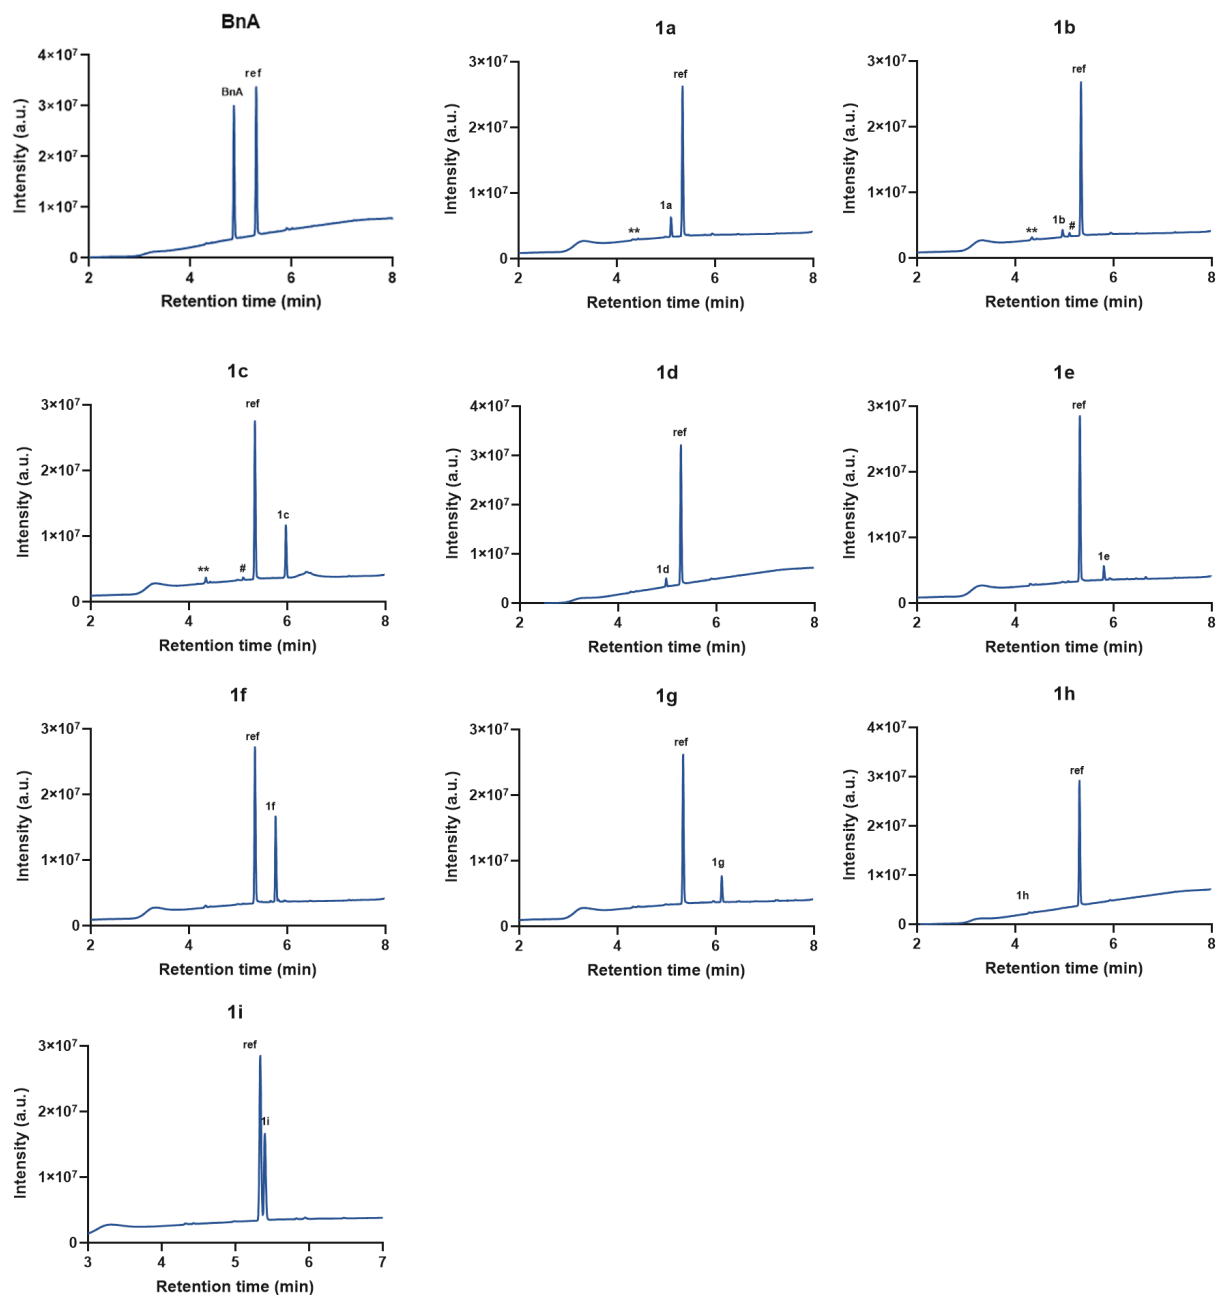 BnA
4×10⁷
3×10⁷
2×10⁷
1×10⁷
0
Intensity (a.u.)
BnA
ref
2 4 6 8
Retention time (min)
1a
3×10⁷
2×10⁷
1×10⁷
0
Intensity (a.u.)
**
1a
ref
2 4 6 8
Retention time (min)
1b
3×10⁷
2×10⁷
1×10⁷
0
Intensity (a.u.)
**
1b
#
ref
2 4 6 8
Retention time (min)
1c
3×10⁷
2×10⁷
1×10⁷
0
Intensity (a.u.)
**
#
ref
1c
2 4 6 8
Retention time (min)
1d
4×10⁷
3×10⁷
2×10⁷
1×10⁷
0
Intensity (a.u.)
1d
ref
2 4 6 8
Retention time (min)
1e
3×10⁷
2×10⁷
1×10⁷
0
Intensity (a.u.)
ref
1e
2 4 6 8
Retention time (min)
1f
3×10⁷
2×10⁷
1×10⁷
0
Intensity (a.u.)
ref
1f
2 4 6 8
Retention time (min)
1g
3×10⁷
2×10⁷
1×10⁷
0
Intensity (a.u.)
ref
1g
2 4 6 8
Retention time (min)
1h
4×10⁷
3×10⁷
2×10⁷
1×10⁷
0
Intensity (a.u.)
1h
ref
2 4 6 8
Retention time (min)
1i
3×10⁷
2×10⁷
1×10⁷
0
Intensity (a.u.)
ref
1i
3 4 5 6 7
Retention time (min)